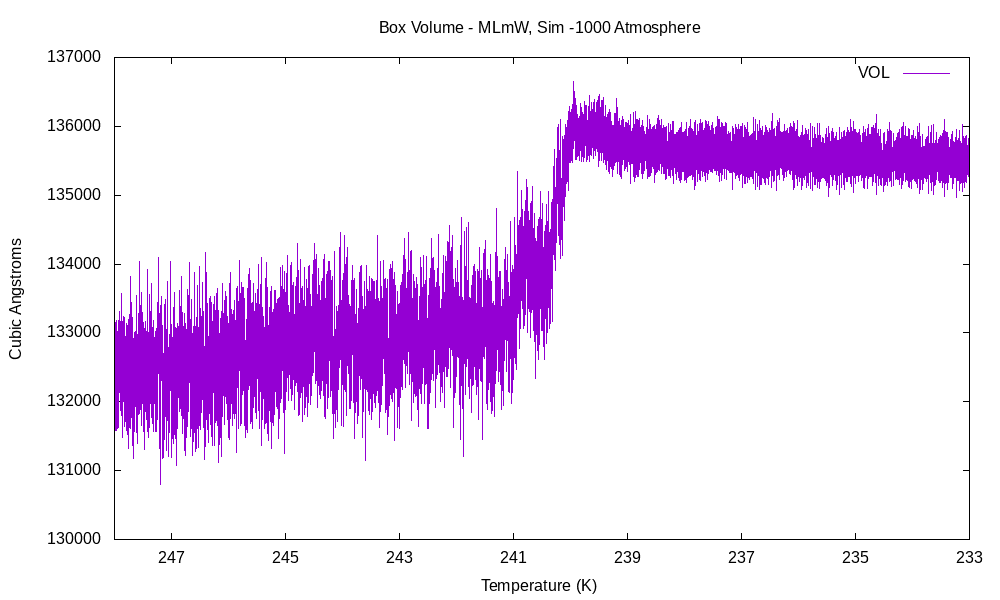 Box Volume - MLmW, Sim -1000 Atmosphere
137000
VOL
136000
135000
134000
133000
132000
131000
130000
Cubic Angstroms
247 245 243 241 239 237 235 233
Temperature (K)